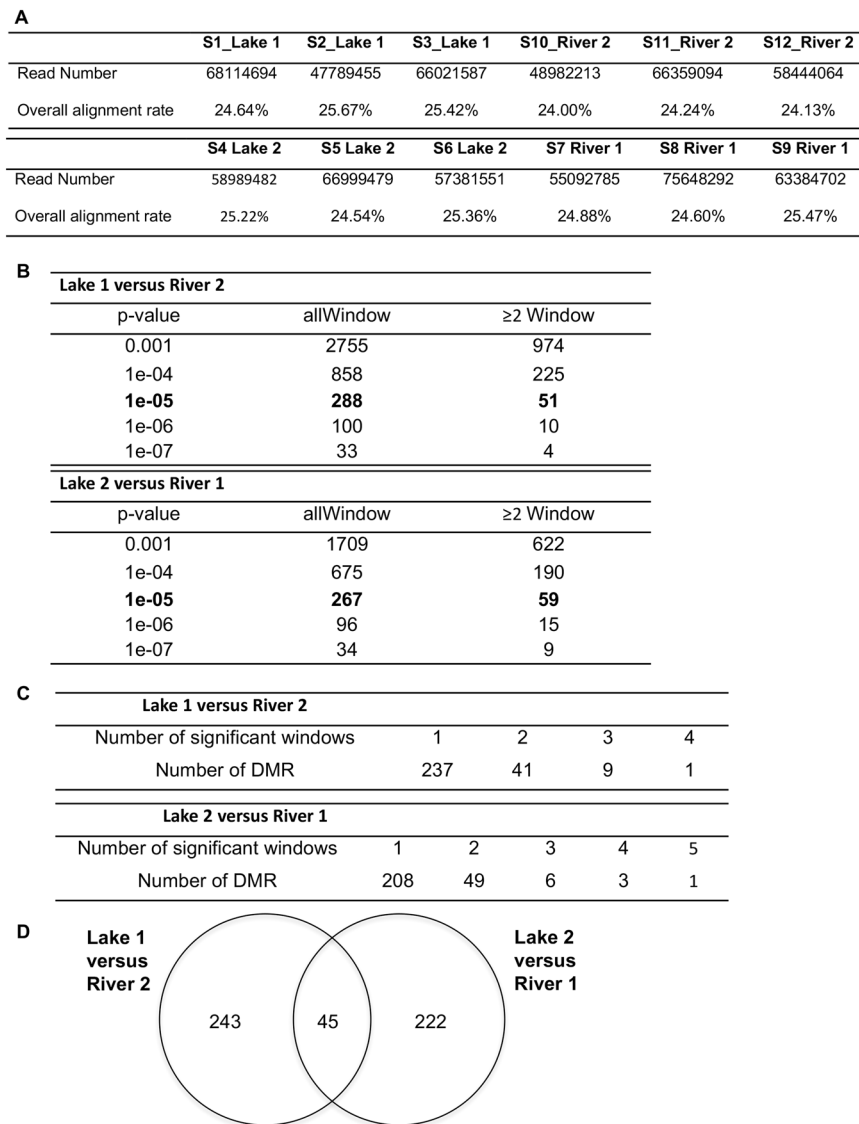 A
S1_Lake 1 S2_Lake 1 S3_Lake 1 S10_River 2 S11_River 2 S12_River 2
Read Number 68114694 47789455 66021587 48982213 66359094 58444064
Overall alignment rate 24.64% 25.67% 25.42% 24.00% 24.24% 24.13%
S4 Lake 2 S5 Lake 2 S6 Lake 2 S7 River 1 S8 River 1 S9 River 1
Read Number 58989482 66999479 57381551 55092785 75648292 63384702
Overall alignment rate 25.22% 24.54% 25.36% 24.88% 24.60% 25.47%
B
Lake 1 versus River 2
p-value allWindow ≥2 Window
0.001 2755 974
1e-04 858 225
1e-05 288 51
1e-06 100 10
1e-07 33 4
Lake 2 versus River 1
p-value allWindow ≥2 Window
0.001 1709 622
1e-04 675 190
1e-05 267 59
1e-06 96 15
1e-07 34 9
C
Lake 1 versus River 2
Number of significant windows 1 2 3 4
Number of DMR 237 41 9 1
Lake 2 versus River 1
Number of significant windows 1 2 3 4 5
Number of DMR 208 49 6 3 1
D
Lake 1
versus
River 2
Lake 2
versus
River 1
243 45 222